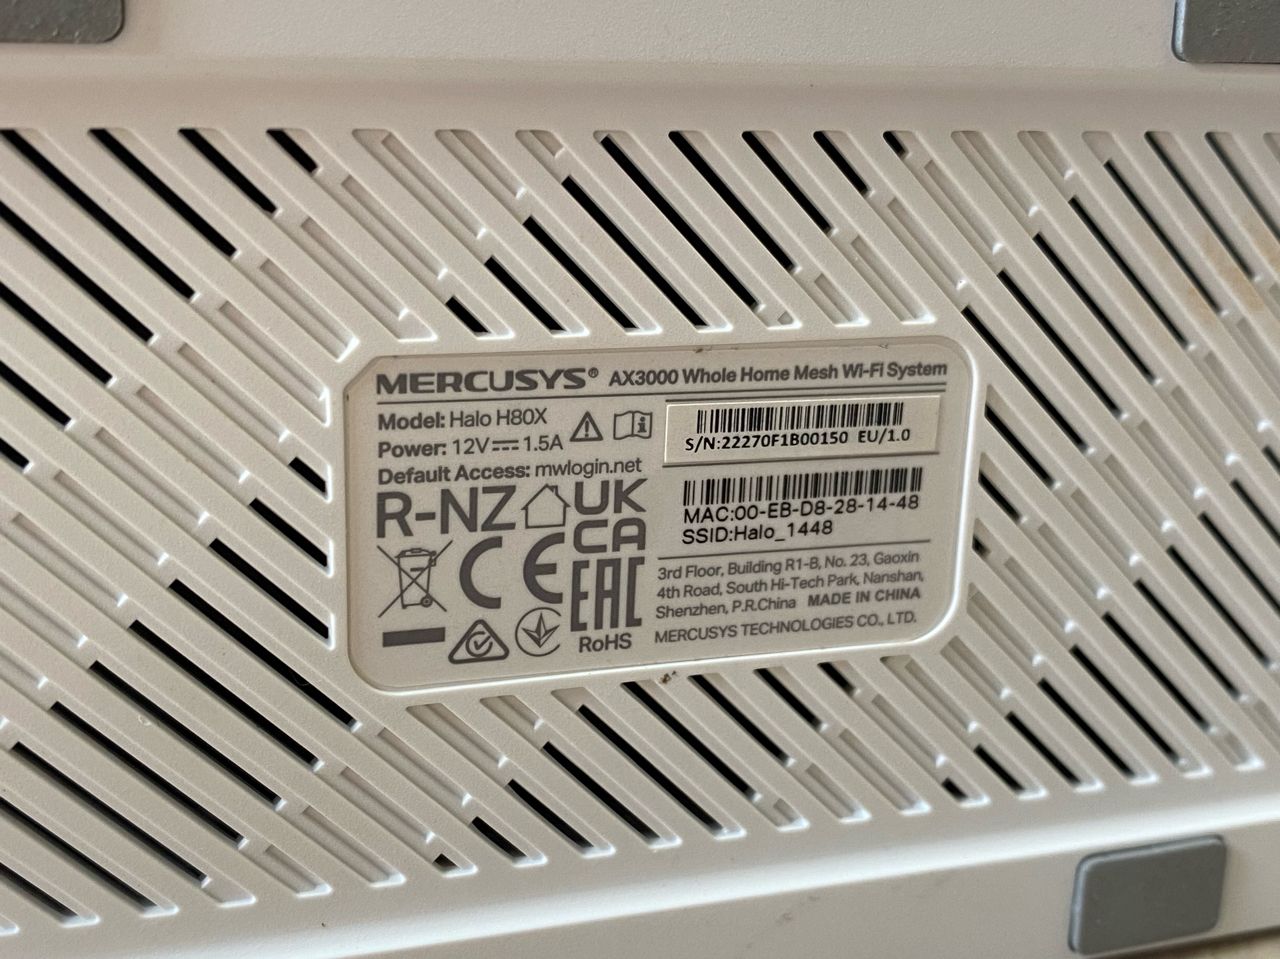 MERCUSYS® AX3000 Whole Home Mesh Wi-Fi System
Model: Halo H80X
Power: 12V⎓1.5A
Default Access: mwlogin.net
S/N:22270F1B00150 EU/1.0
MAC:00-EB-D8-28-14-48
SSID:Halo_1448
R-NZ
UK
CA
CE
EAC
RoHS
3rd Floor, Building R1-B, No. 23, Gaoxin
4th Road, South Hi-Tech Park, Nanshan,
Shenzhen, P.R.China MADE IN CHINA
MERCUSYS TECHNOLOGIES CO., LTD.